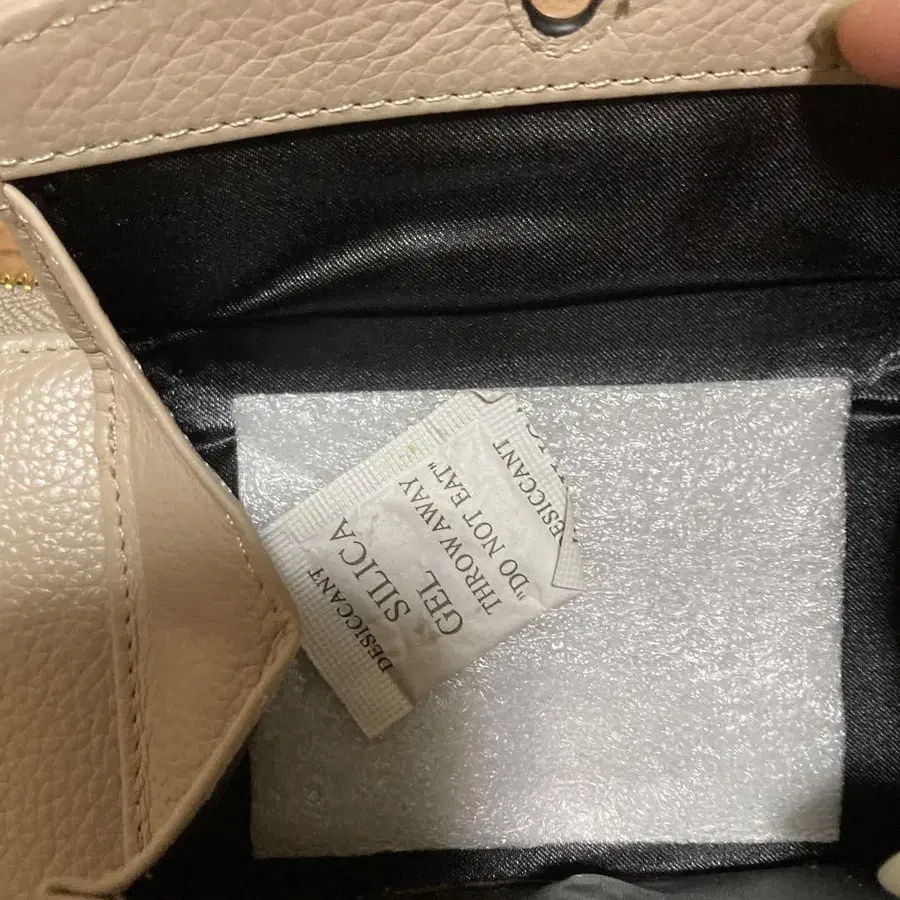 DESICCANT
SILICA
GEL
THROW AWAY
"DO NOT EAT"
DESICCANT